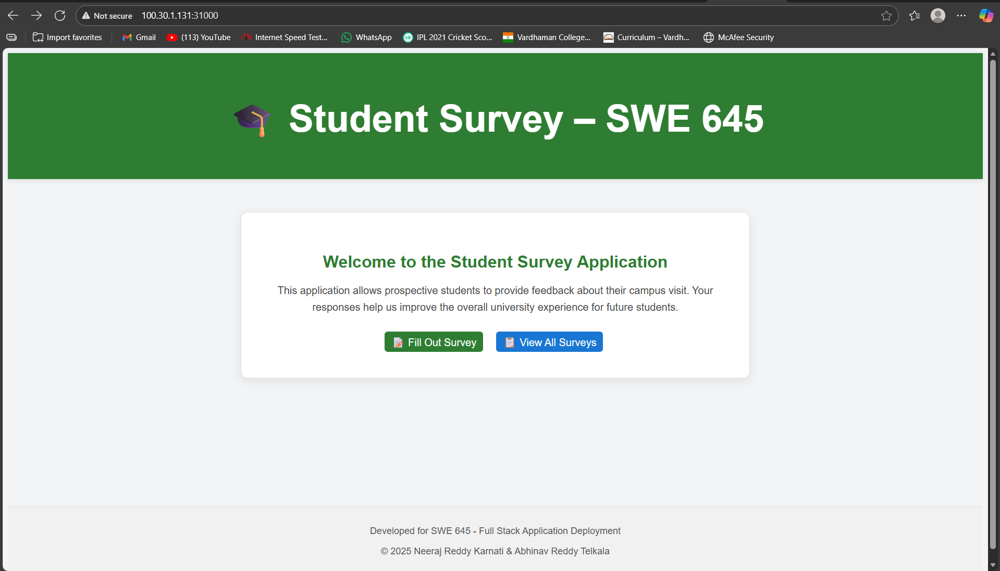 Not secure 100.30.1.131:31000
Import favorites Gmail (113) YouTube Internet Speed Test... WhatsApp cb IPL 2021 Cricket Sco... Vardhaman College... Curriculum – Vardh... McAfee Security
Student Survey – SWE 645
Welcome to the Student Survey Application
This application allows prospective students to provide feedback about their campus visit. Your
responses help us improve the overall university experience for future students.
Fill Out Survey View All Surveys
Developed for SWE 645 - Full Stack Application Deployment
© 2025 Neeraj Reddy Karnati & Abhinav Reddy Telkala